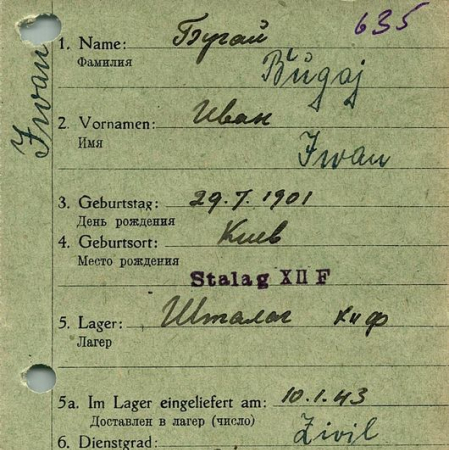 635
Iwan
1. Name: Бугай
Фамилия
Bŭgaj
2. Vornamen: Иван
Имя
Iwan
3. Geburtstag: 29.7.1901
День рождения
4. Geburtsort: Киев
Место рождения
Stalag XII F
5. Lager: Шталаг
Лагер
5a. Im Lager eingeliefert am: 10.1.43
Доставлен в лагер (число)
Zivil
6. Dienstgrad: